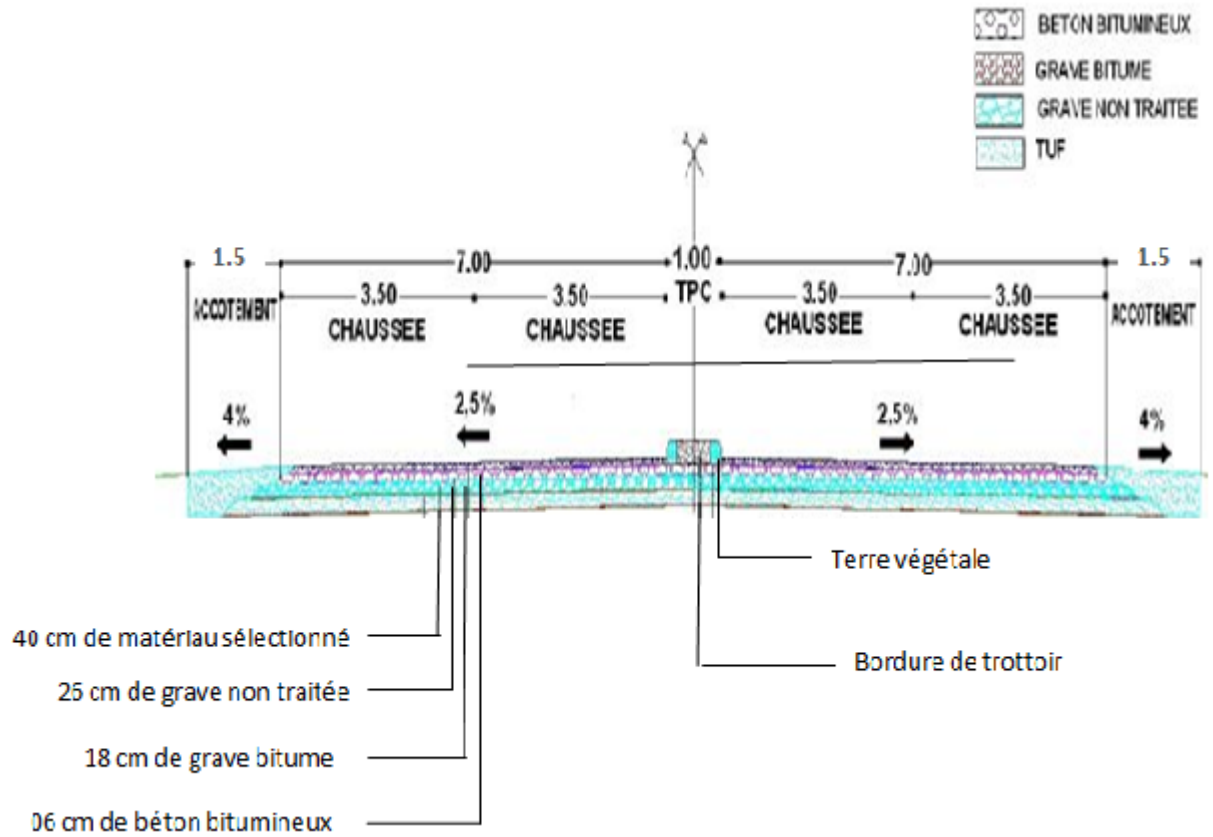 BETON BITUMINEUX
GRAVE BITUME
GRAVE NON TRAITEE
TUF
1.5 7.00 1.00 7.00 1.5
ACCOTEMENT 3.50 3.50 TPC 3.50 3.50 ACCOTEMENT
CHAUSSEE CHAUSSEE CHAUSSEE CHAUSSEE
4% 2,5% 2,5% 4%
Terre végétale
40 cm de matériau sélectionné
Bordure de trottoir
25 cm de grave non traitée
18 cm de grave bitume
06 cm de béton bitumineux